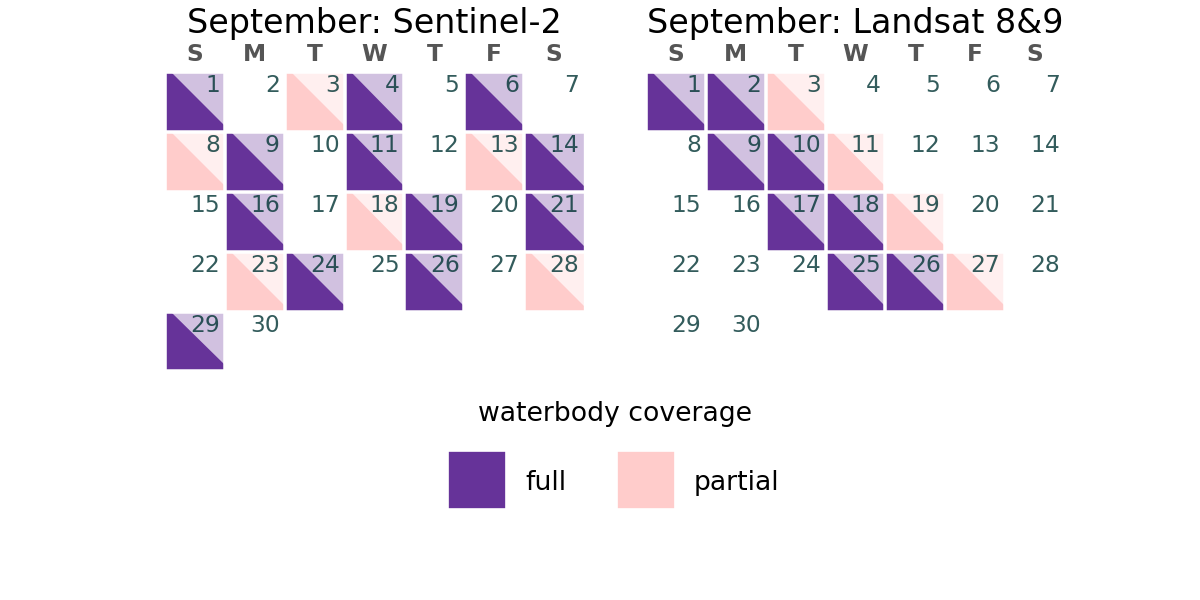 September: Sentinel-2
S M T W T F S
1 2 3 4 5 6 7
8 9 10 11 12 13 14
15 16 17 18 19 20 21
22 23 24 25 26 27 28
29 30
September: Landsat 8&9
S M T W T F S
1 2 3 4 5 6 7
8 9 10 11 12 13 14
15 16 17 18 19 20 21
22 23 24 25 26 27 28
29 30
waterbody coverage
full partial